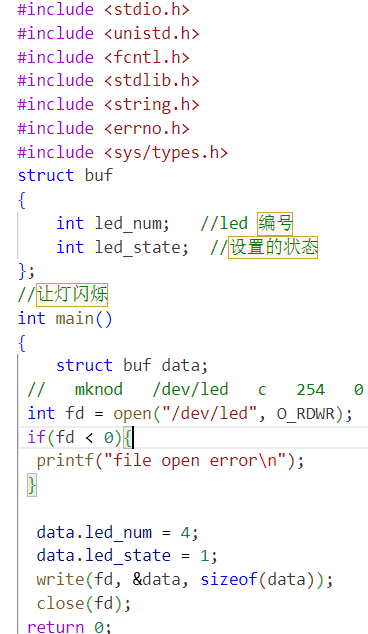 #include <stdio.h>
#include <unistd.h>
#include <fcntl.h>
#include <stdlib.h>
#include <string.h>
#include <errno.h>
#include <sys/types.h>
struct buf
{
    int led_num;   //led 编号
    int led_state;  //设置的状态
};
//让灯闪烁
int main()
{
    struct buf data;
//   mknod   /dev/led   c   254   0
int fd = open("/dev/led", O_RDWR);
if(fd < 0){
 printf("file open error\n");
}

 data.led_num = 4;
 data.led_state = 1;
 write(fd, &data, sizeof(data));
 close(fd);
return 0;